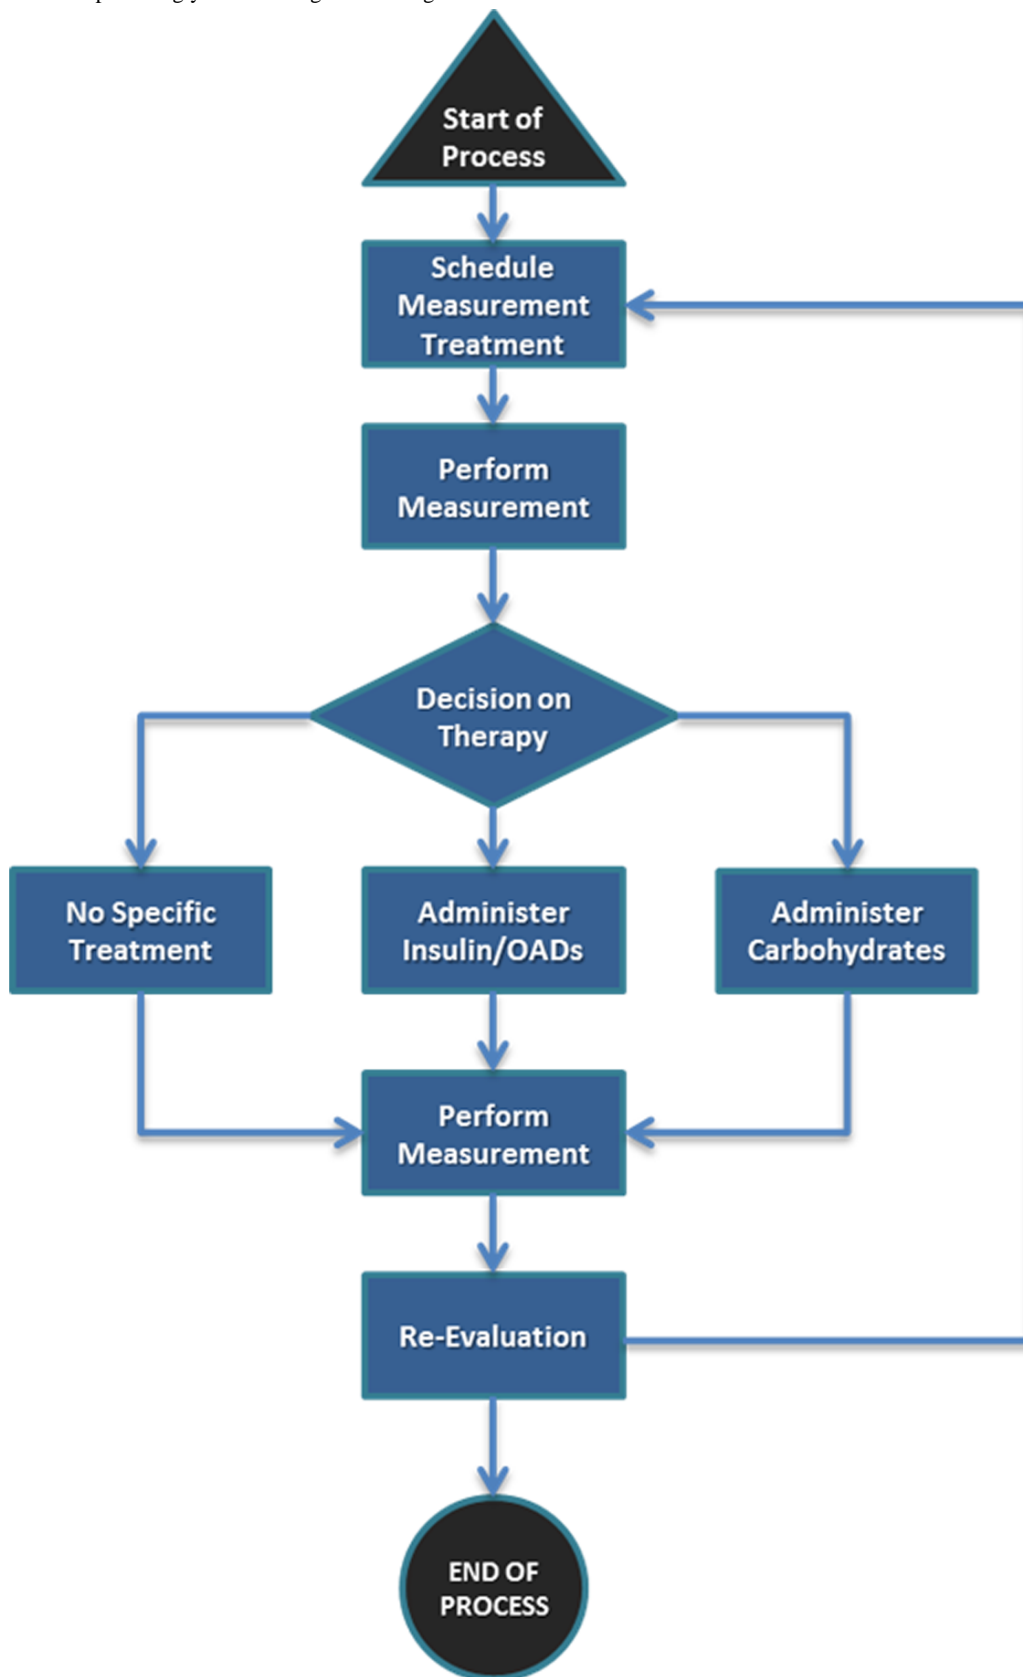 Start of
Process
Schedule
Measurement
Treatment
Perform
Measurement
Decision on
Therapy
No Specific
Treatment
Administer
Insulin/OADs
Administer
Carbohydrates
Perform
Measurement
Re-Evaluation
END OF
PROCESS